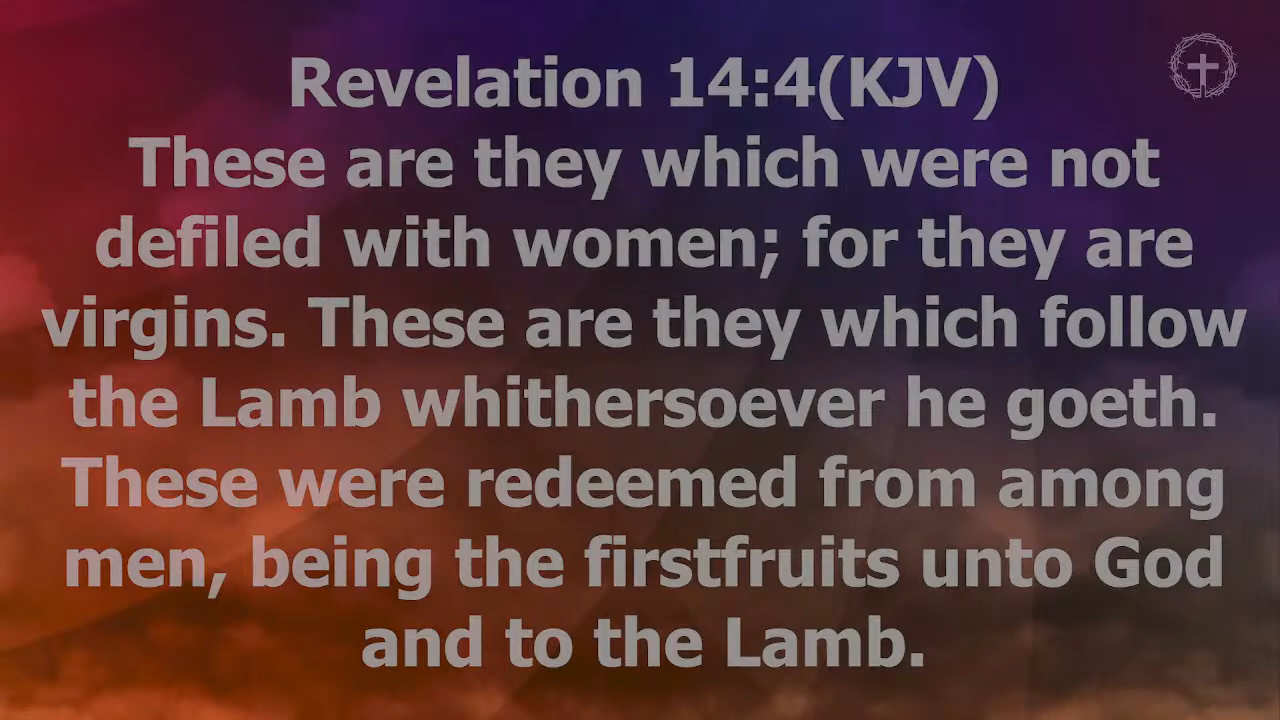 Revelation 14:4(KJV)
These are they which were not
defiled with women; for they are
virgins. These are they which follow
the Lamb whithersoever he goeth.
These were redeemed from among
men, being the firstfruits unto God
and to the Lamb.